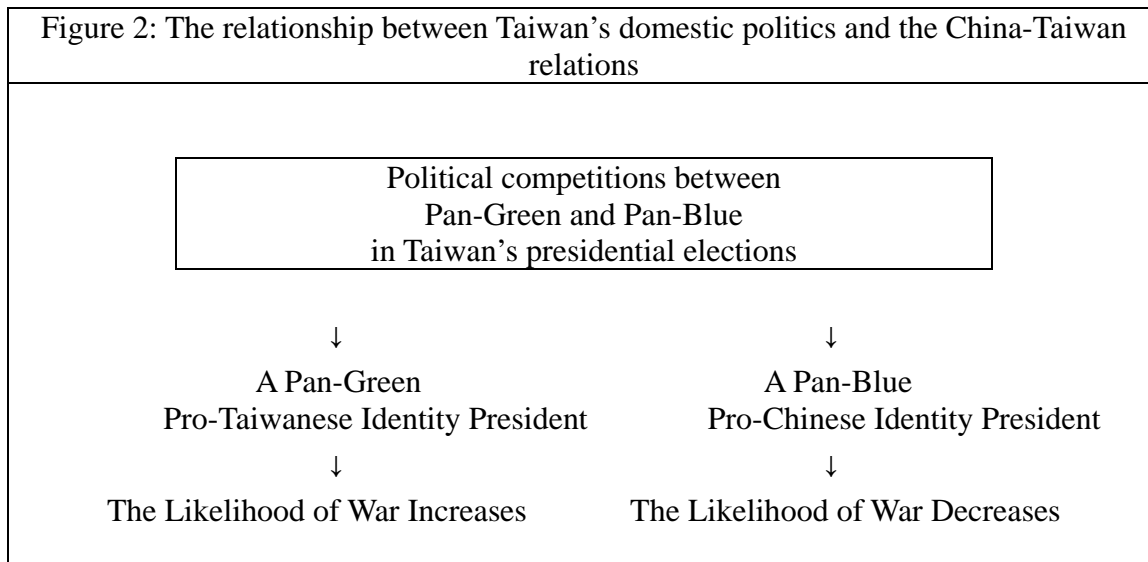 Figure 2: The relationship between Taiwan’s domestic politics and the China-Taiwan
relations
Political competitions between
Pan-Green and Pan-Blue
in Taiwan’s presidential elections
↓ ↓
A Pan-Green A Pan-Blue
Pro-Taiwanese Identity President Pro-Chinese Identity President
↓ ↓
The Likelihood of War Increases The Likelihood of War Decreases